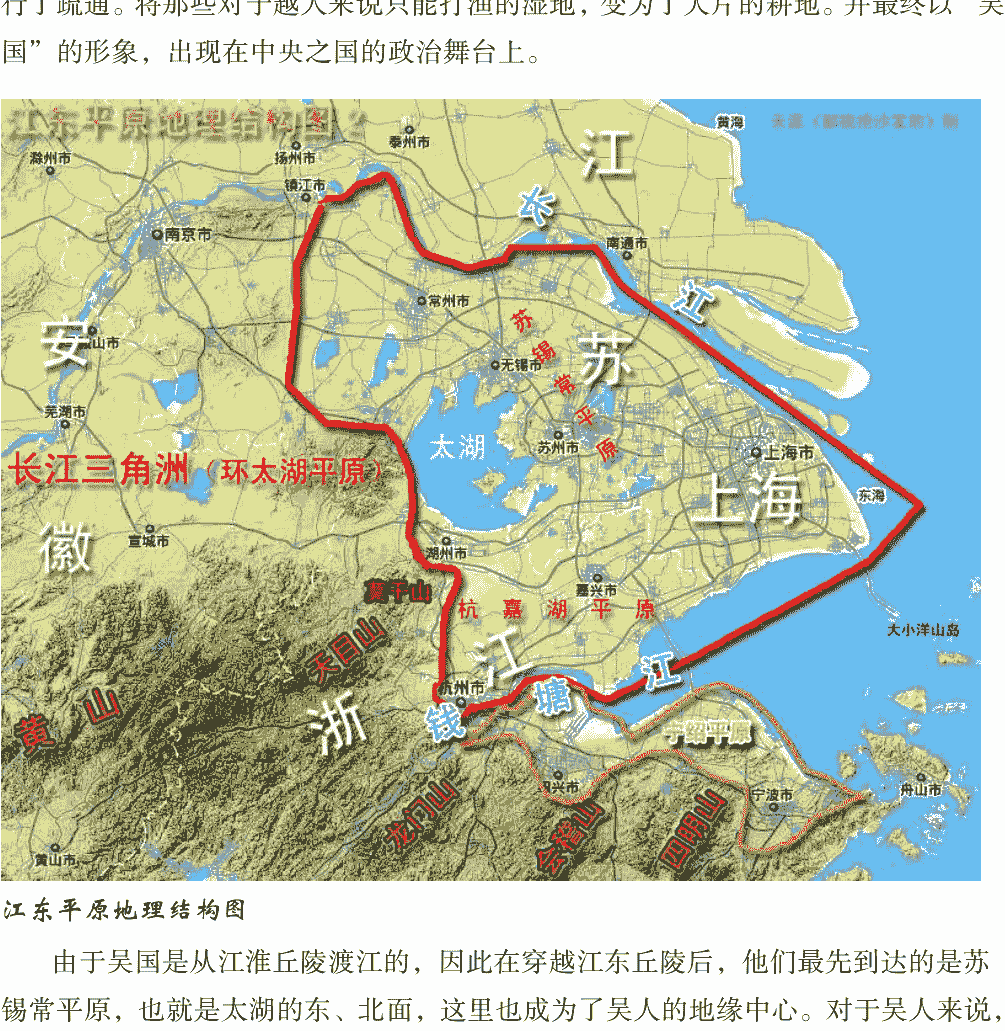 行了疏通。将那些对于越人来说只能打渔的湿地，变为了大片的耕地。并最终以“吴
国”的形象，出现在中央之国的政治舞台上。
江东平原地理结构图2
黄海
泰州市
扬州市
滁州市
镇江市
江
长
南京市
南通市
江
常州市
苏
锡
常
平
原
苏
安
无锡市
芜湖市
太湖
苏州市
上海市
长江三角洲（环太湖平原）
上海
东海
徽
宣城市
湖州市
嘉兴市
杭嘉湖平原
大小洋山岛
天目山
江
浙
杭州市
钱
塘
江
黄山
宁绍平原
舟山市
宁波市
龙门山
会稽山
四明山
黄山市
江东平原地理结构图
由于吴国是从江淮丘陵渡江的，因此在穿越江东丘陵后，他们最先到达的是苏
锡常平原，也就是太湖的东、北面，这里也成为了吴人的地缘中心。对于吴人来说，